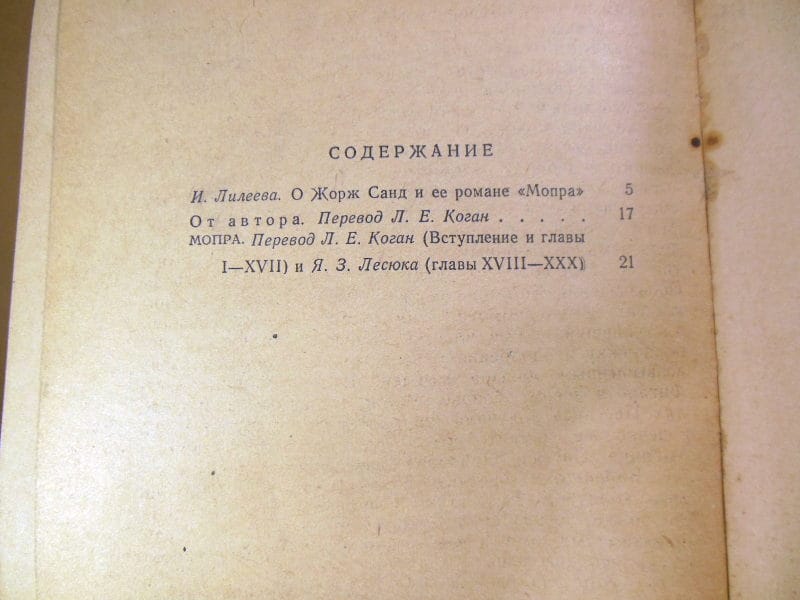 СОДЕРЖАНИЕ
И. Лилеева. О Жорж Санд и ее романе «Мопра» 5
От автора. Перевод Л. Е. Коган . . . . . 17
МОПРА. Перевод Л. Е. Коган (Вступление и главы
I—XVII) и Я. З. Лесюка (главы XVIII—XXX) 21